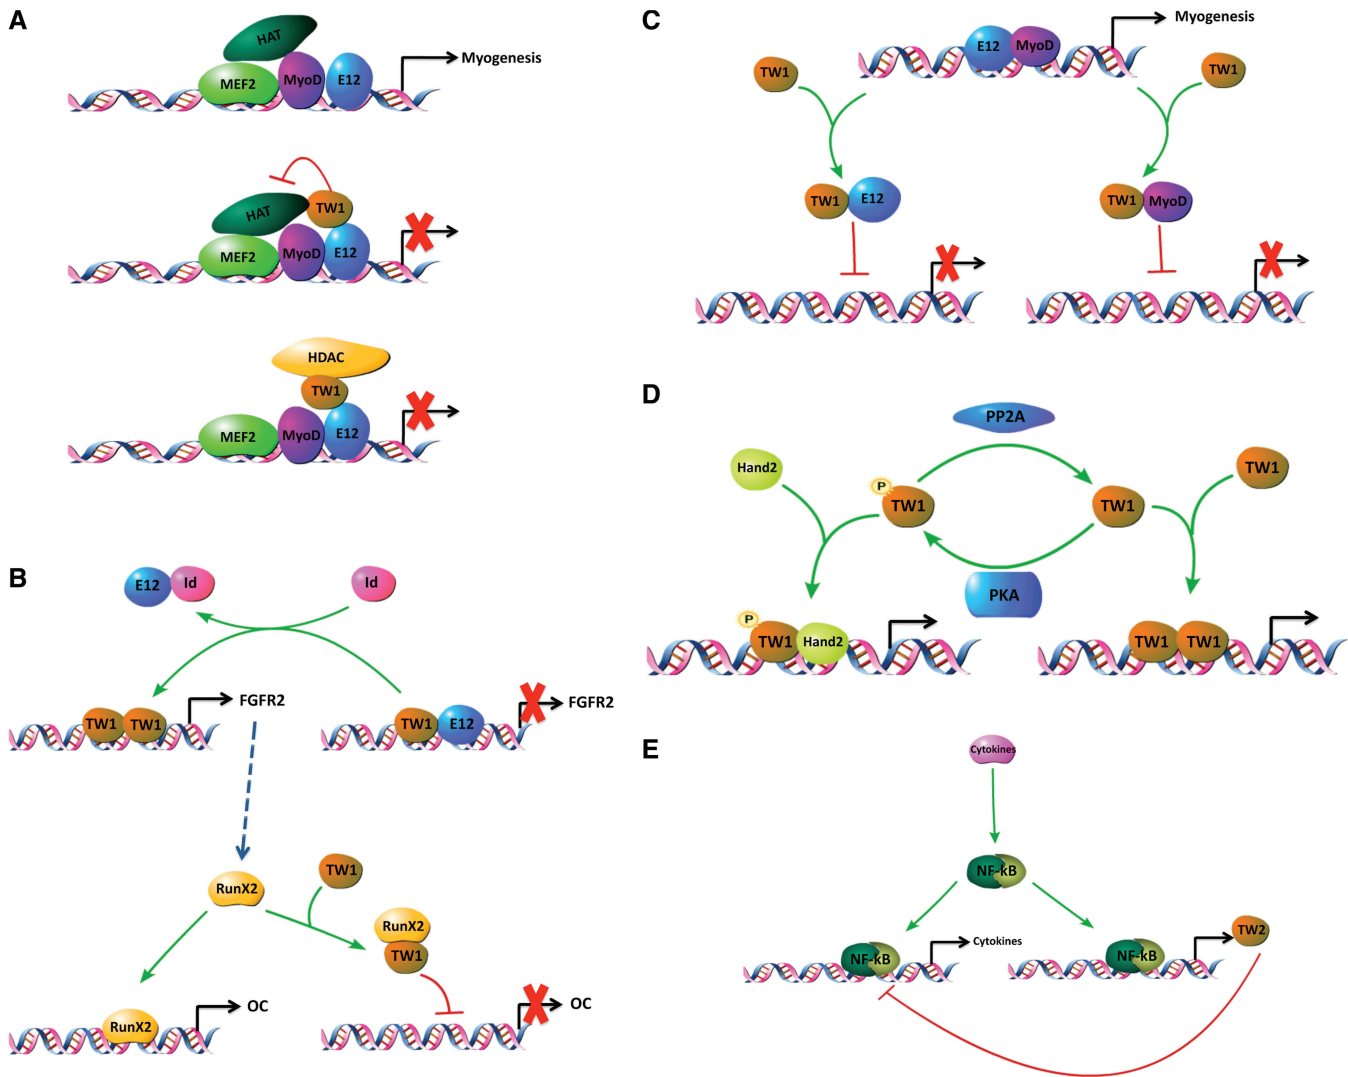 A
HAT
MEF2
MyoD
E12
Myogenesis
HAT
TW1
MEF2
MyoD
E12
HDAC
TW1
MEF2
MyoD
E12
B
E12
Id
Id
TW1
TW1
FGFR2
TW1
E12
FGFR2
RunX2
TW1
RunX2
TW1
RunX2
OC
OC
C
E12
MyoD
Myogenesis
TW1
TW1
TW1
E12
TW1
MyoD
D
PP2A
Hand2
P
TW1
TW1
TW1
PKA
P
TW1
Hand2
TW1
TW1
E
Cytokines
NF-kB
NF-kB
Cytokines
NF-kB
TW2